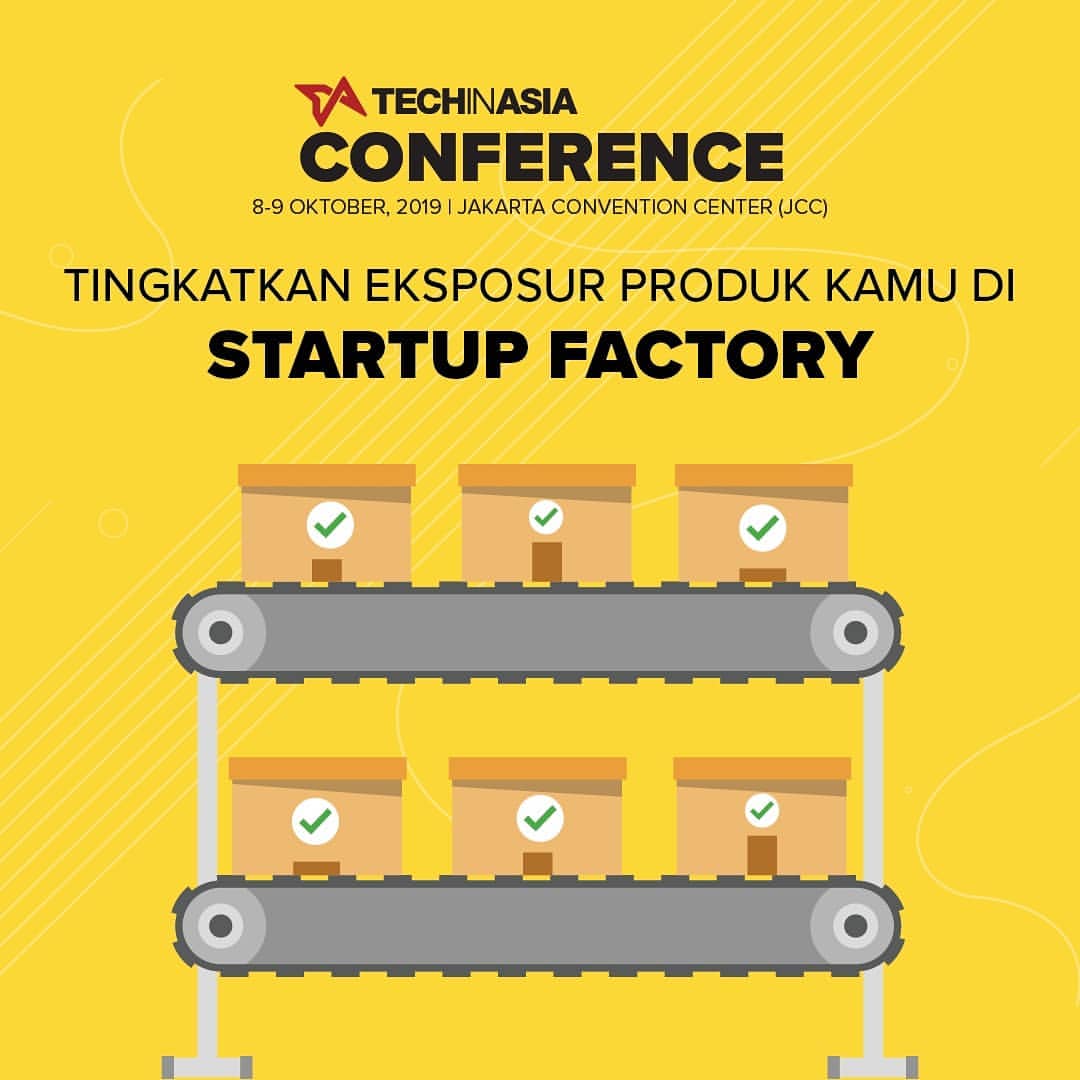 TECHINASIA
CONFERENCE
8-9 OKTOBER, 2019 | JAKARTA CONVENTION CENTER (JCC)
TINGKATKAN EKSPOSUR PRODUK KAMU DI
STARTUP FACTORY